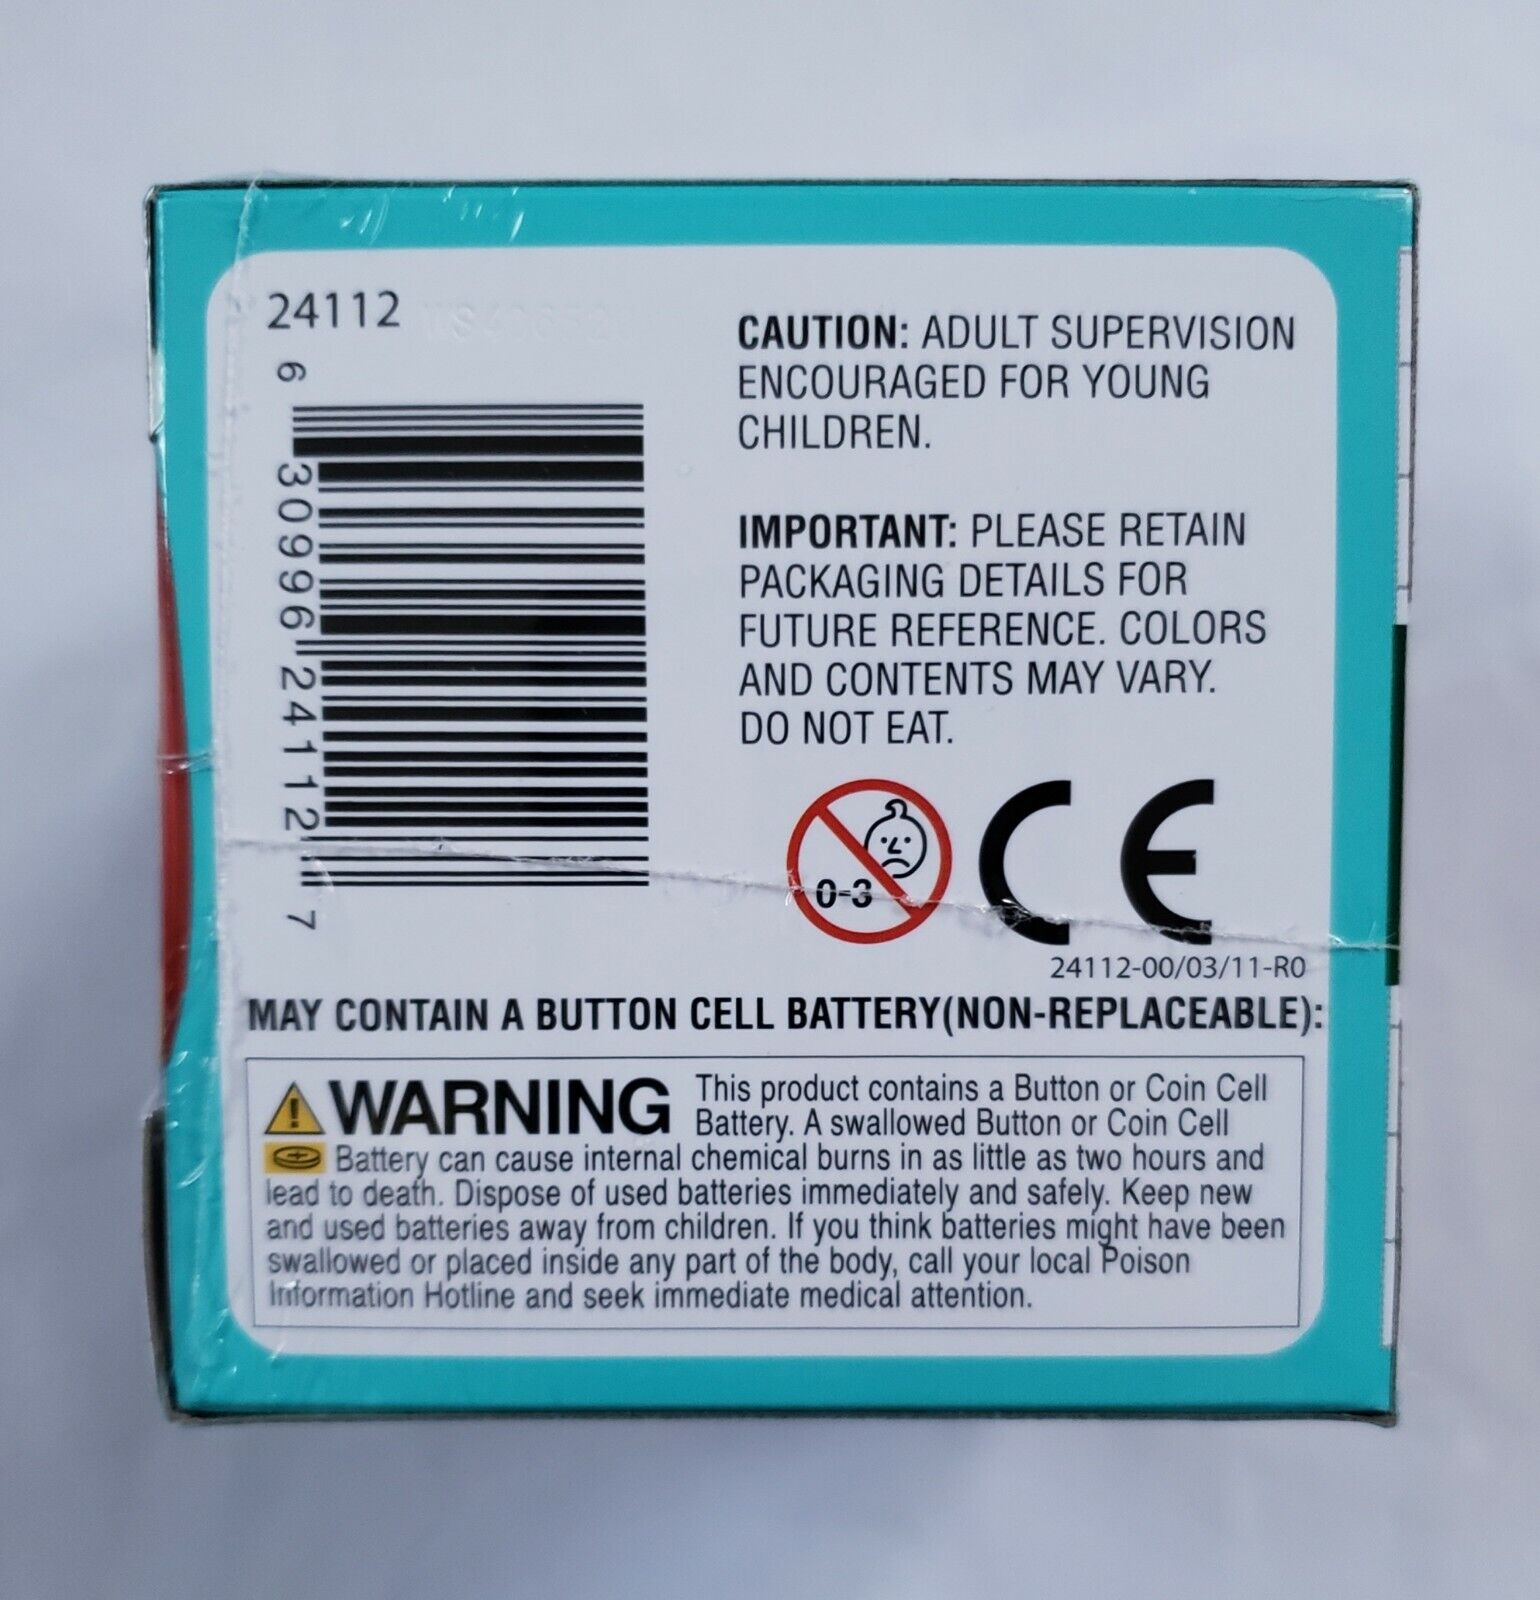 24112
6 30996 24112 7
CAUTION: ADULT SUPERVISION
ENCOURAGED FOR YOUNG
CHILDREN.
IMPORTANT: PLEASE RETAIN
PACKAGING DETAILS FOR
FUTURE REFERENCE. COLORS
AND CONTENTS MAY VARY.
DO NOT EAT.
0-3
CE
24112-00/03/11-R0
MAY CONTAIN A BUTTON CELL BATTERY(NON-REPLACEABLE):
WARNING This product contains a Button or Coin Cell
Battery. A swallowed Button or Coin Cell
Battery can cause internal chemical burns in as little as two hours and
lead to death. Dispose of used batteries immediately and safely. Keep new
and used batteries away from children. If you think batteries might have been
swallowed or placed inside any part of the body, call your local Poison
Information Hotline and seek immediate medical attention.